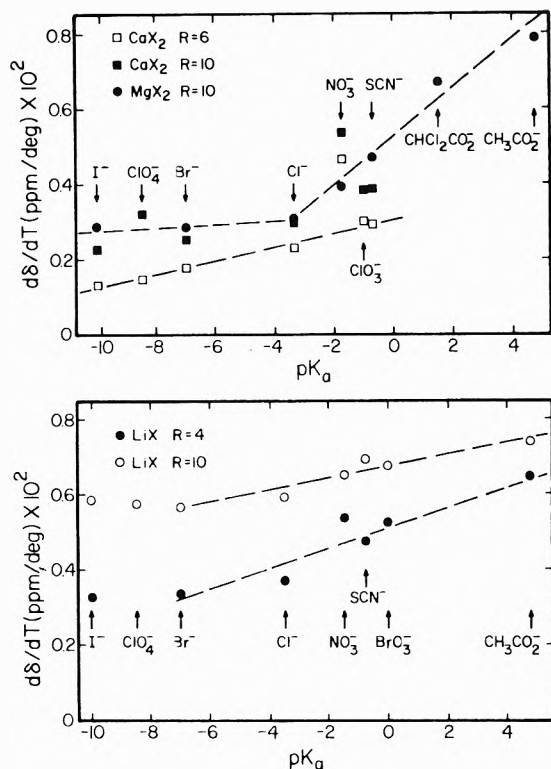 □ CaX₂ R=6
■ CaX₂ R=10
● MgX₂ R=10
NO₃⁻ SCN⁻
CHCl₂CO₂⁻ CH₃CO₂⁻
I⁻ ClO₄⁻ Br⁻ Cl⁻
ClO₃⁻
0.8
0.6
0.4
0.2
0
dδ/dT(ppm/deg) X 10²
-10 -8 -6 -4 -2 0 2 4
pKₐ
● LiX R=4
○ LiX R=10
0.8
0.6
0.4
0.2
0
dδ/dT(ppm/deg) X 10²
SCN⁻
I⁻ ClO₄⁻ Br⁻ Cl⁻ NO₃⁻ BrO₃⁻ CH₃CO₂⁻
-10 -8 -6 -4 -2 0 2 4
pKₐ